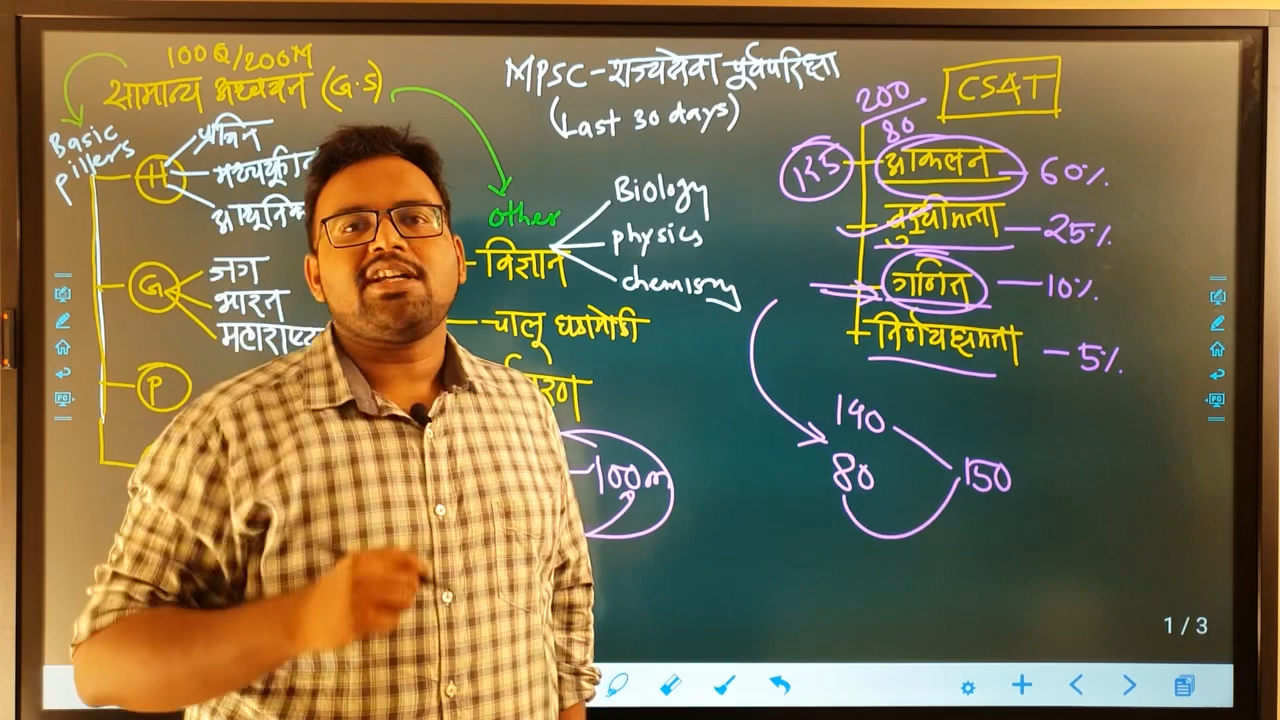 100Q/200M
सामान्य अध्ययन (G.S)
Basic
pillers
H
प्राचिन
G
जग
भारत
महाराष्ट्र
P
MPSC - राज्यसेवा पूर्वपरिक्षा
(Last 30 days)
other
विज्ञान
Biology
physics
chemistry
चालू घडामोडी
100m
CSAT
200
80
आकलन - 60%
बुद्धीमत्ता - 25%
गणित - 10%
निर्णयक्षमता - 5%
140
80
150
1 / 3